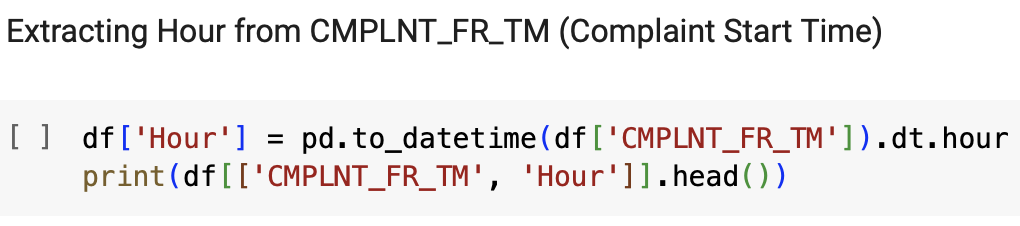 Extracting Hour from CMPLNT_FR_TM (Complaint Start Time)
[ ] df['Hour'] = pd.to_datetime(df['CMPLNT_FR_TM']).dt.hour
print(df[['CMPLNT_FR_TM', 'Hour']].head())